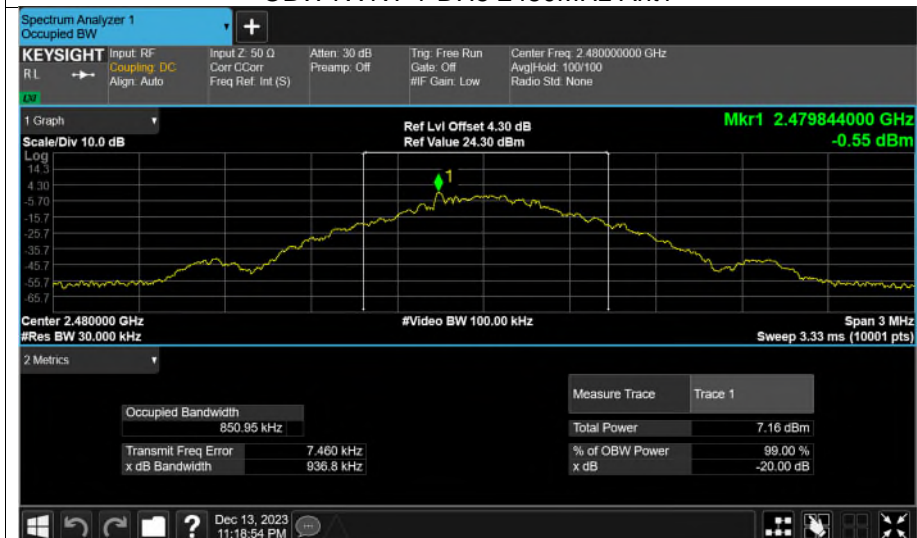 Spectrum Analyzer 1
Occupied BW
+
KEYSIGHT Input: RF Input Z: 50 Ω Atten: 30 dB Trig: Free Run Center Freq: 2.480000000 GHz
RL Coupling: DC Corr CCorr Preamp: Off Gate: Off Avg|Hold: 100/100
Align: Auto Freq Ref: Int (S) #IF Gain: Low Radio Std: None
LXI
1 Graph Ref Lvl Offset 4.30 dB Mkr1 2.479844000 GHz
Scale/Div 10.0 dB Ref Value 24.30 dBm -0.55 dBm
Log
14.3
4.30
-5.70
-15.7
-25.7
-35.7
-45.7
-55.7
-65.7
1
Center 2.480000 GHz #Video BW 100.00 kHz Span 3 MHz
#Res BW 30.000 kHz Sweep 3.33 ms (10001 pts)
2 Metrics
Measure Trace Trace 1
Occupied Bandwidth
850.95 kHz Total Power 7.16 dBm
Transmit Freq Error 7.460 kHz % of OBW Power 99.00 %
x dB Bandwidth 936.8 kHz x dB -20.00 dB
? Dec 13, 2023
11:18:54 PM